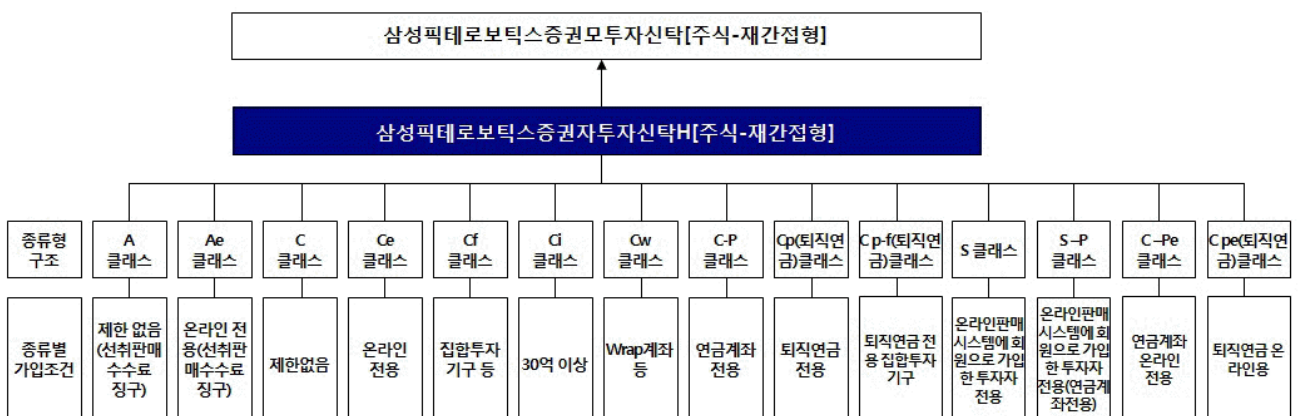 삼성픽테로보틱스증권모투자신탁[주식-재간접형]
삼성픽테로보틱스증권자투자신탁H[주식-재간접형]
종류형
구조
A
클래스
Ae
클래스
C
클래스
Ce
클래스
Cf
클래스
Ci
클래스
Cw
클래스
C-P
클래스
Cp(퇴직연
금)클래스
C p-f(퇴직연
금)클래스
S 클래스
S –P
클래스
C –Pe
클래스
C pe(퇴직연
금)클래스
종류별
가입조건
제한 없음
(선취판매
수수료
징구)
온라인 전
용(선취판
매수수료
징구)
제한없음
온라인
전용
집합투자
기구 등
30억 이상
Wrap계좌
등
연금계좌
전용
퇴직연금
전용
퇴직연금 전
용 집합투자
기구
온라인판매
시스템에 회
원으로 가입
한 투자자
전용
온라인판매
시스템에 회
원으로 가입
한 투자자
전용(연금계
좌전용)
연금계좌
온라인
전용
퇴직연금 온
라인용